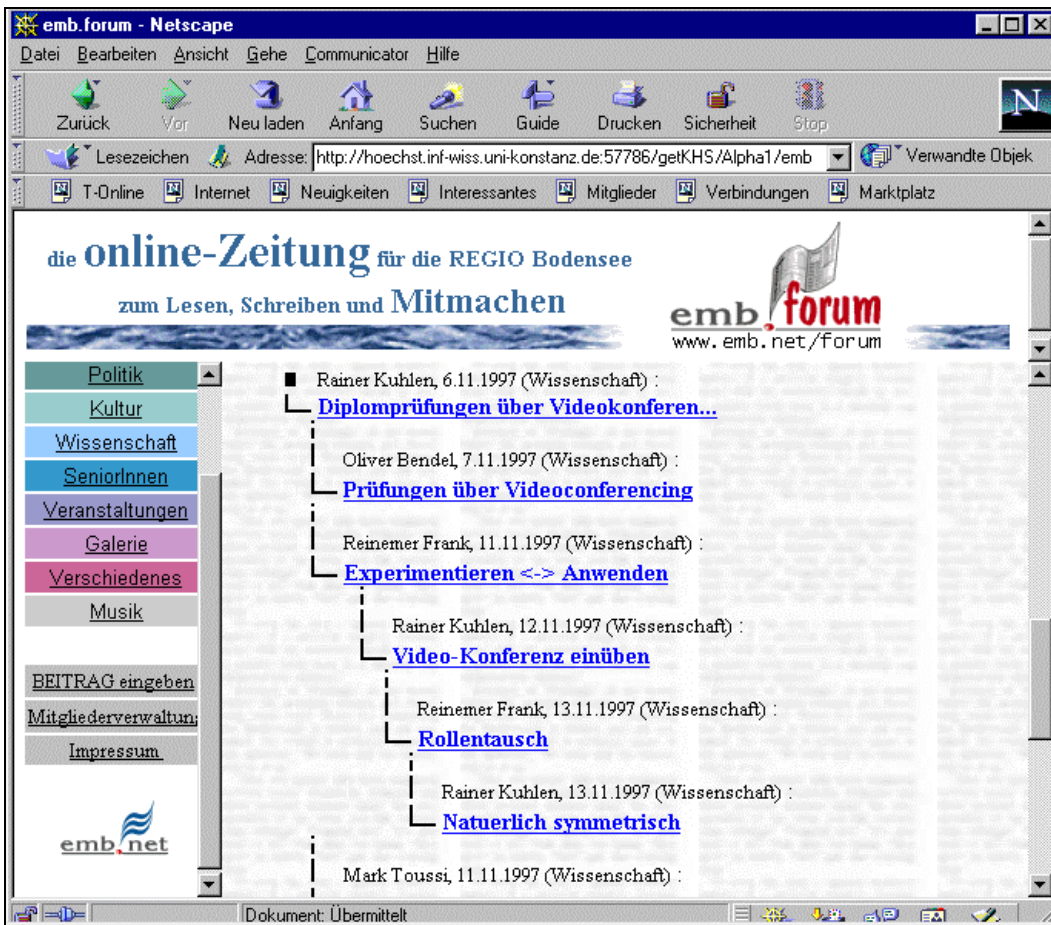 emb.forum - Netscape
Datei Bearbeiten Ansicht Gehe Communicator Hilfe
Zurück Vor Neu laden Anfang Suchen Guide Drucken Sicherheit Stop
N
Lesezeichen Adresse: http://hoechst.inf-wiss.uni-konstanz.de:57786/getKHS/Alpha1/emb Verwandte Objek
T-Online Internet Neuigkeiten Interessantes Mitglieder Verbindungen Marktplatz
die online-Zeitung für die REGIO Bodensee
zum Lesen, Schreiben und Mitmachen
emb.forum
www.emb.net/forum
Politik
Kultur
Wissenschaft
SeniorInnen
Veranstaltungen
Galerie
Verschiedenes
Musik
BEITRAG eingeben
Mitgliederverwaltun
Impressum
emb.net
Rainer Kuhlen, 6.11.1997 (Wissenschaft) :
Diplomprüfungen über Videokonferen...
Oliver Bendel, 7.11.1997 (Wissenschaft) :
Prüfungen über Videoconferencing
Reinemer Frank, 11.11.1997 (Wissenschaft) :
Experimentieren <-> Anwenden
Rainer Kuhlen, 12.11.1997 (Wissenschaft) :
Video-Konferenz einüben
Reinemer Frank, 13.11.1997 (Wissenschaft) :
Rollentausch
Rainer Kuhlen, 13.11.1997 (Wissenschaft) :
Natuerlich symmetrisch
Mark Toussi, 11.11.1997 (Wissenschaft) :
Dokument: Übermittelt